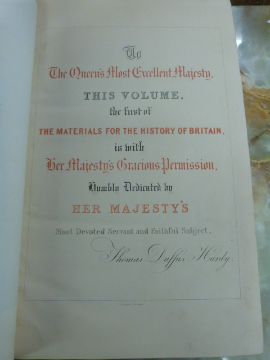 To
The Queen's Most Excellent Majesty,
THIS VOLUME,
the first of
THE MATERIALS FOR THE HISTORY OF BRITAIN,
is with
Her Majesty's Gracious Permission,
Humbly Dedicated by
HER MAJESTY'S
Most Devoted Servant and Faithful Subject,
Thomas Duffus Hardy.